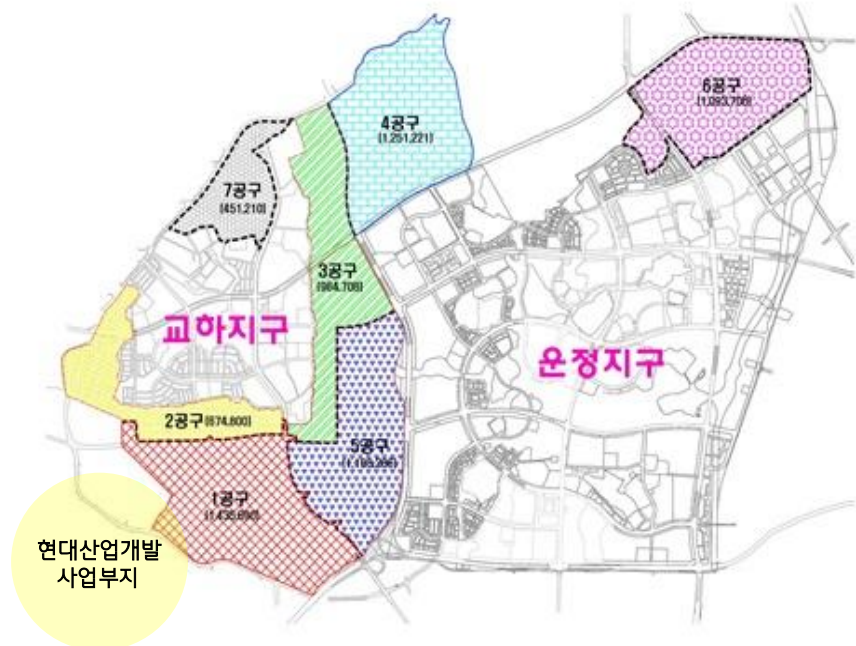 6공구
(1,093,706)
4공구
(1,251,221)
7공구
(451,210)
3공구
(984,708)
교하지구
운정지구
2공구(674,800)
5공구
1공구
현대산업개발
사업부지